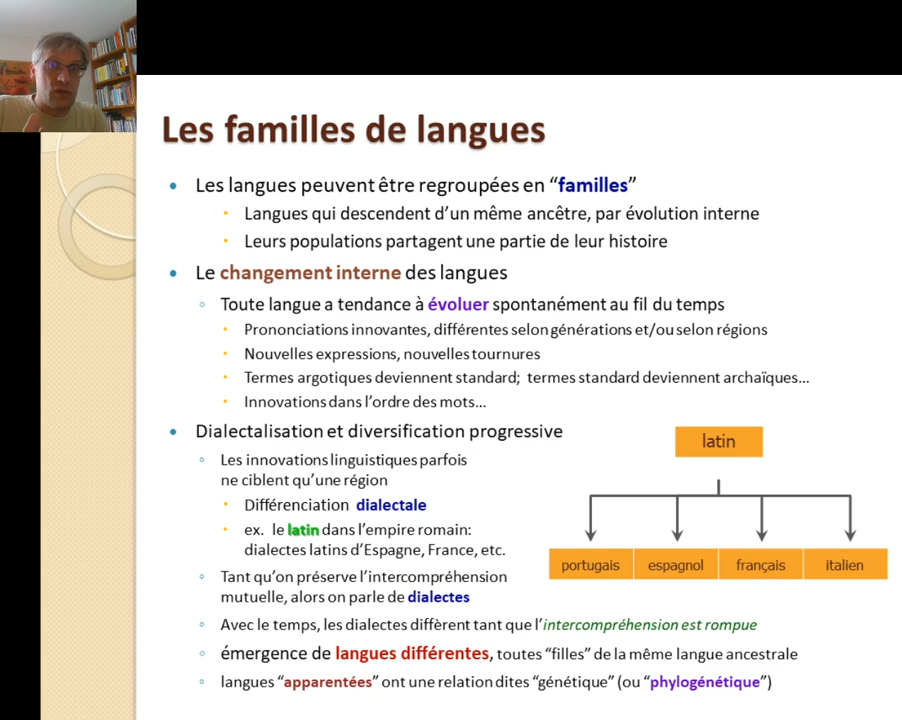 Les familles de langues
Les langues peuvent être regroupées en “familles”
Langues qui descendent d’un même ancêtre, par évolution interne
Leurs populations partagent une partie de leur histoire
Le changement interne des langues
Toute langue a tendance à évoluer spontanément au fil du temps
Prononciations innovantes, différentes selon générations et/ou selon régions
Nouvelles expressions, nouvelles tournures
Termes argotiques deviennent standard; termes standard deviennent archaïques...
Innovations dans l’ordre des mots...
Dialectalisation et diversification progressive
Les innovations linguistiques parfois
ne ciblent qu’une région
Différenciation dialectale
ex. le latin dans l’empire romain:
dialectes latins d’Espagne, France, etc.
Tant qu’on préserve l’intercompréhension
mutuelle, alors on parle de dialectes
Avec le temps, les dialectes diffèrent tant que l’intercompréhension est rompue
émergence de langues différentes, toutes “filles” de la même langue ancestrale
langues “apparentées” ont une relation dites “génétique” (ou “phylogénétique”)
latin
portugais espagnol français italien